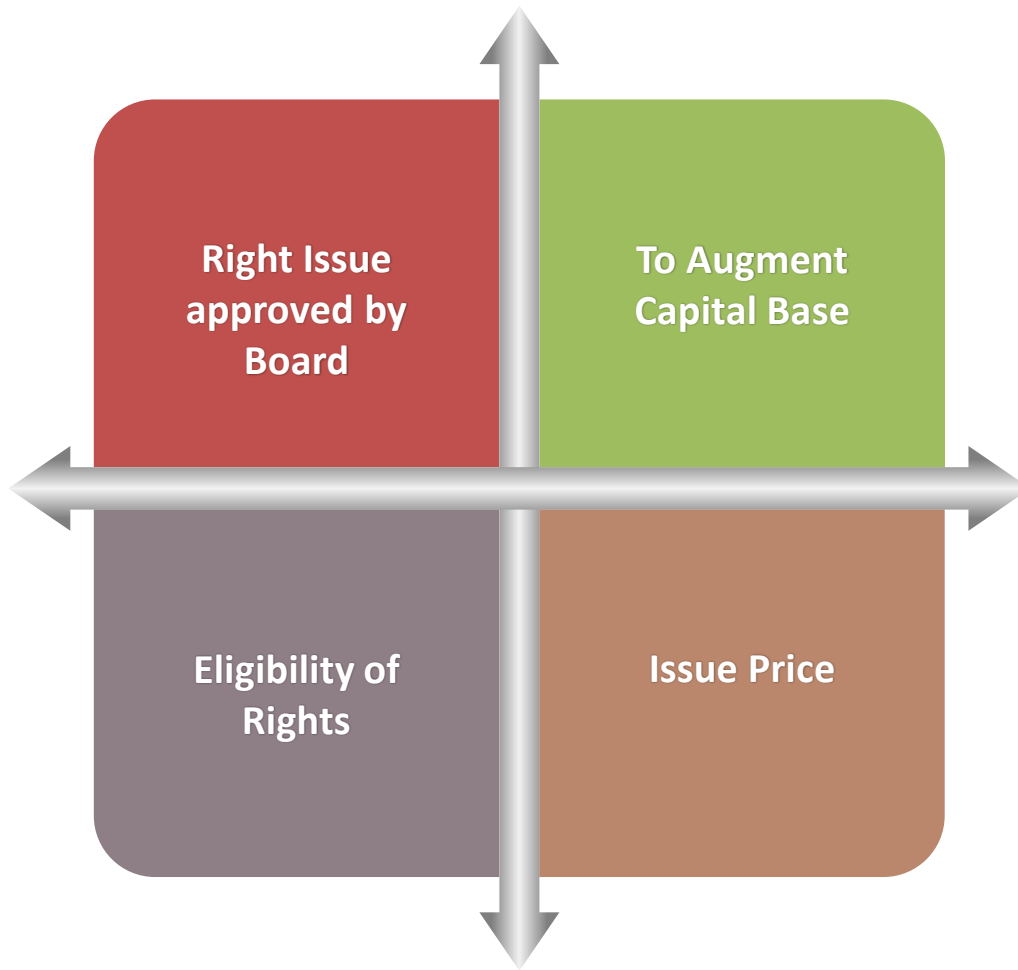 Right Issue
approved by
Board
To Augment
Capital Base
Eligibility of
Rights
Issue Price